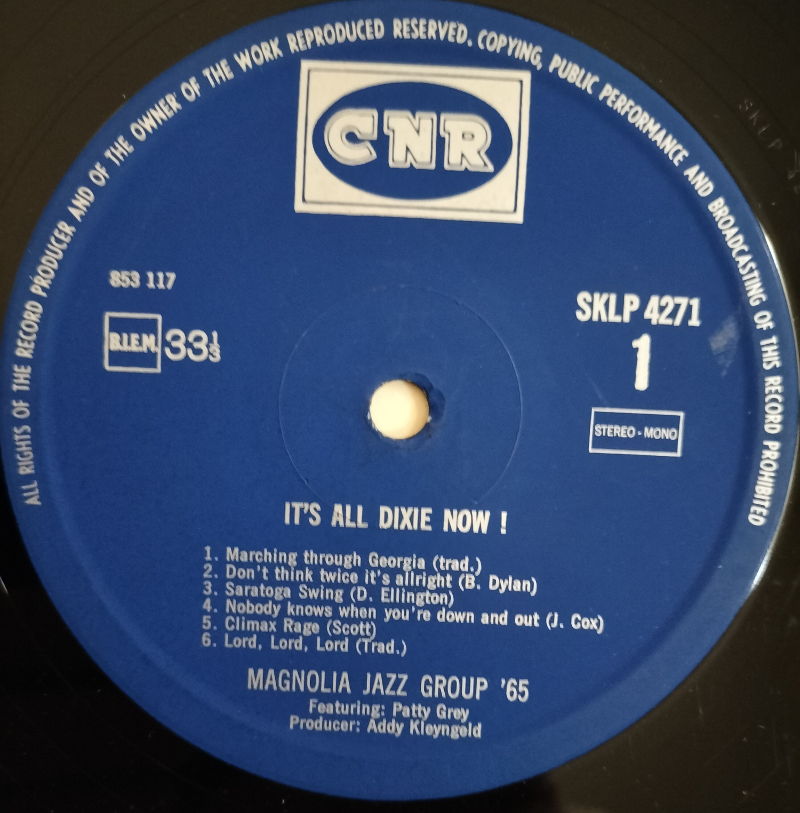 ALL RIGHTS OF THE RECORD PRODUCER AND OF THE OWNER OF THE WORK REPRODUCED RESERVED. COPYING, PUBLIC PERFORMANCE AND BROADCASTING OF THIS RECORD PROHIBITED
CNR
853 117
B.I.E.M. 33⅓
SKLP 4271
1
STEREO - MONO
IT'S ALL DIXIE NOW !
1. Marching through Georgia (trad.)
2. Don't think twice it's allright (B. Dylan)
3. Saratoga Swing (D. Ellington)
4. Nobody knows when you're down and out (J. Cox)
5. Climax Rage (Scott)
6. Lord, Lord, Lord (Trad.)
MAGNOLIA JAZZ GROUP '65
Featuring: Patty Grey
Producer: Addy Kleyngeld
SKLP